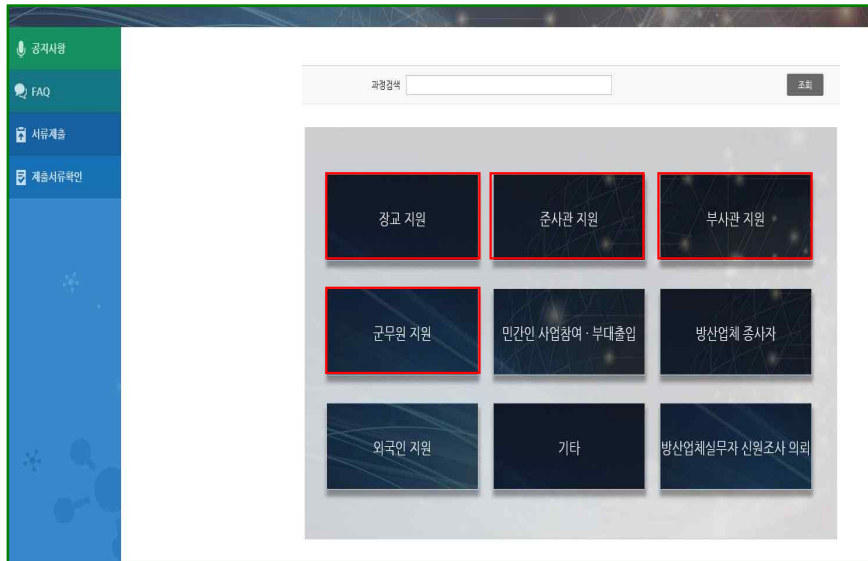 공지사항
FAQ
서류제출
제출서류확인
과정검색
조회
장교 지원
준사관 지원
부사관 지원
군무원 지원
민간인 사업참여 · 부대출입
방산업체 종사자
외국인 지원
기타
방산업체실무자 신원조사 의뢰